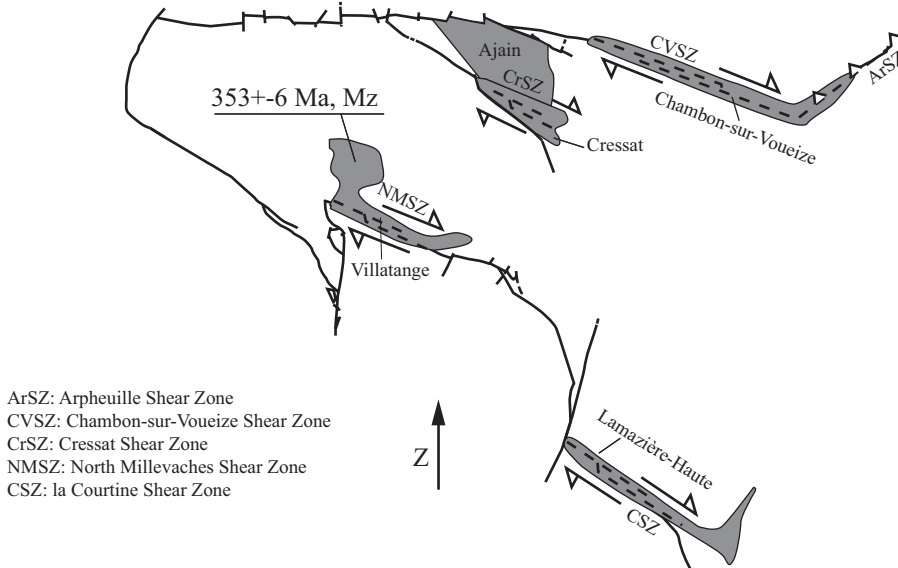 CVSZ
ArSZ
Ajain
CrSZ
Chambon-sur-Voueize
353+-6 Ma, Mz
Cressat
NMSZ
Villatange
ArSZ: Arpheuille Shear Zone
CVSZ: Chambon-sur-Voueize Shear Zone
CrSZ: Cressat Shear Zone
NMSZ: North Millevaches Shear Zone
CSZ: la Courtine Shear Zone
Z
Lamazière-Haute
CSZ